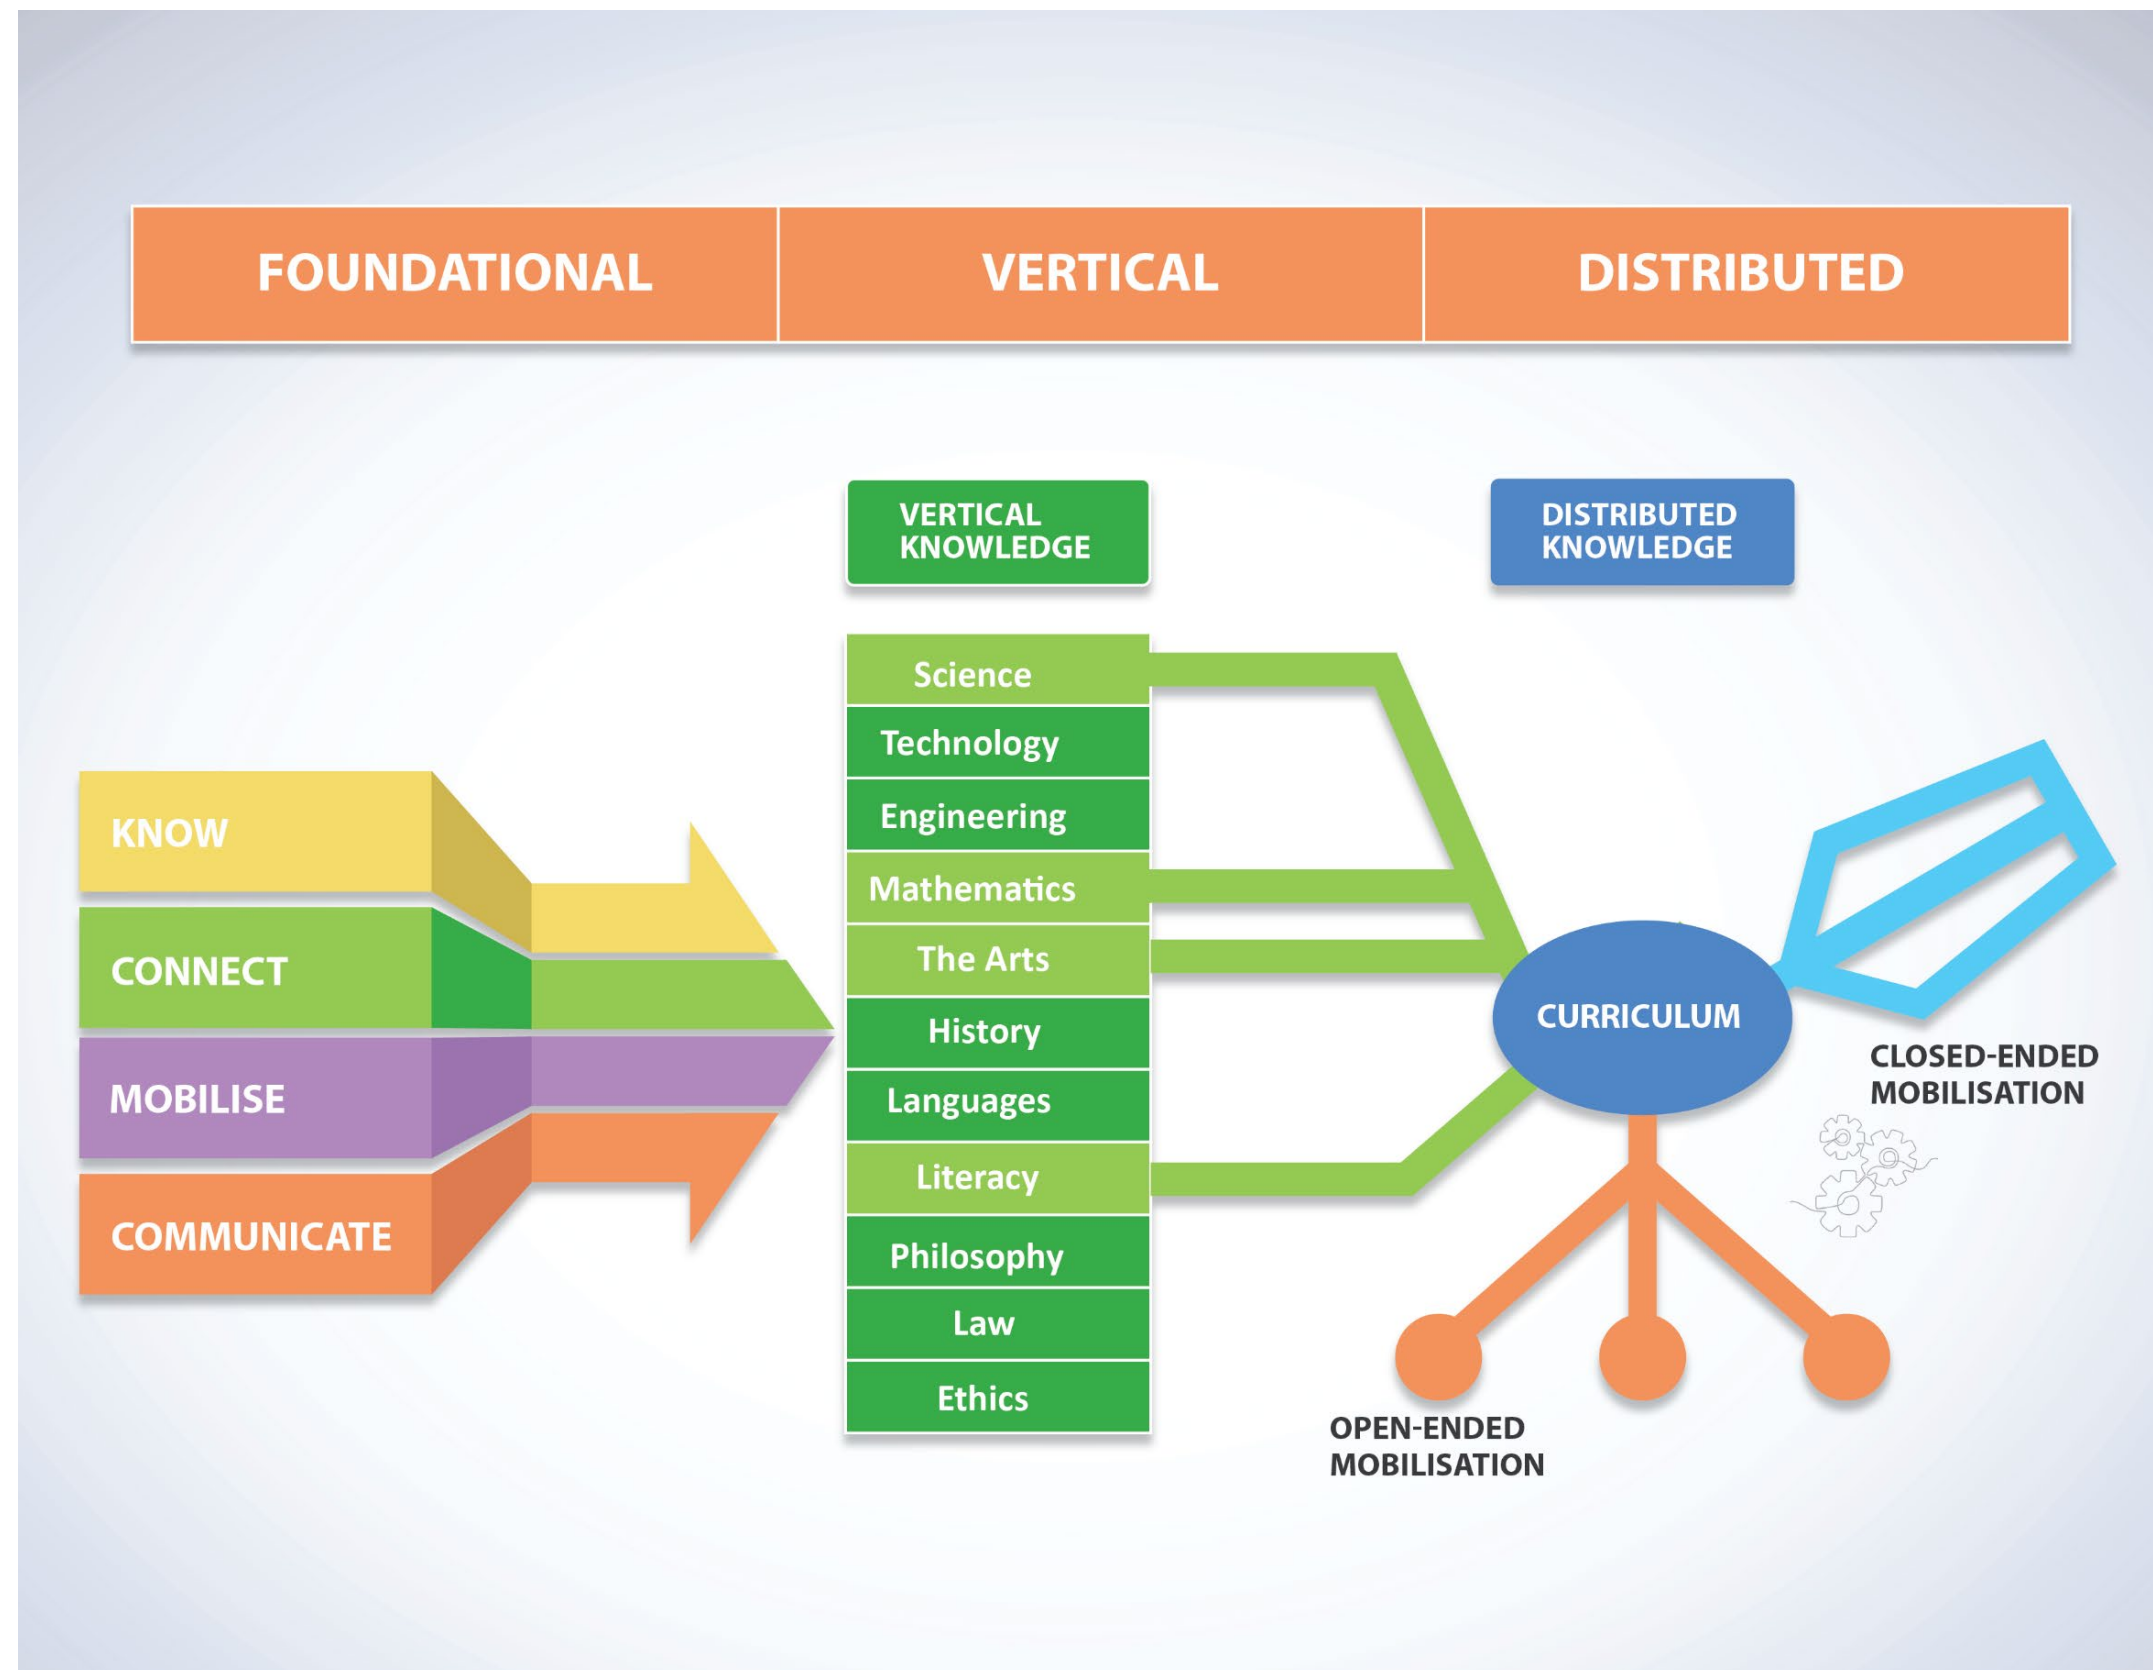 FOUNDATIONAL
VERTICAL
DISTRIBUTED
KNOW
CONNECT
MOBILISE
COMMUNICATE
VERTICAL
KNOWLEDGE
Science
Technology
Engineering
Mathematics
The Arts
History
Languages
Literacy
Philosophy
Law
Ethics
DISTRIBUTED
KNOWLEDGE
CURRICULUM
CLOSED-ENDED
MOBILISATION
OPEN-ENDED
MOBILISATION